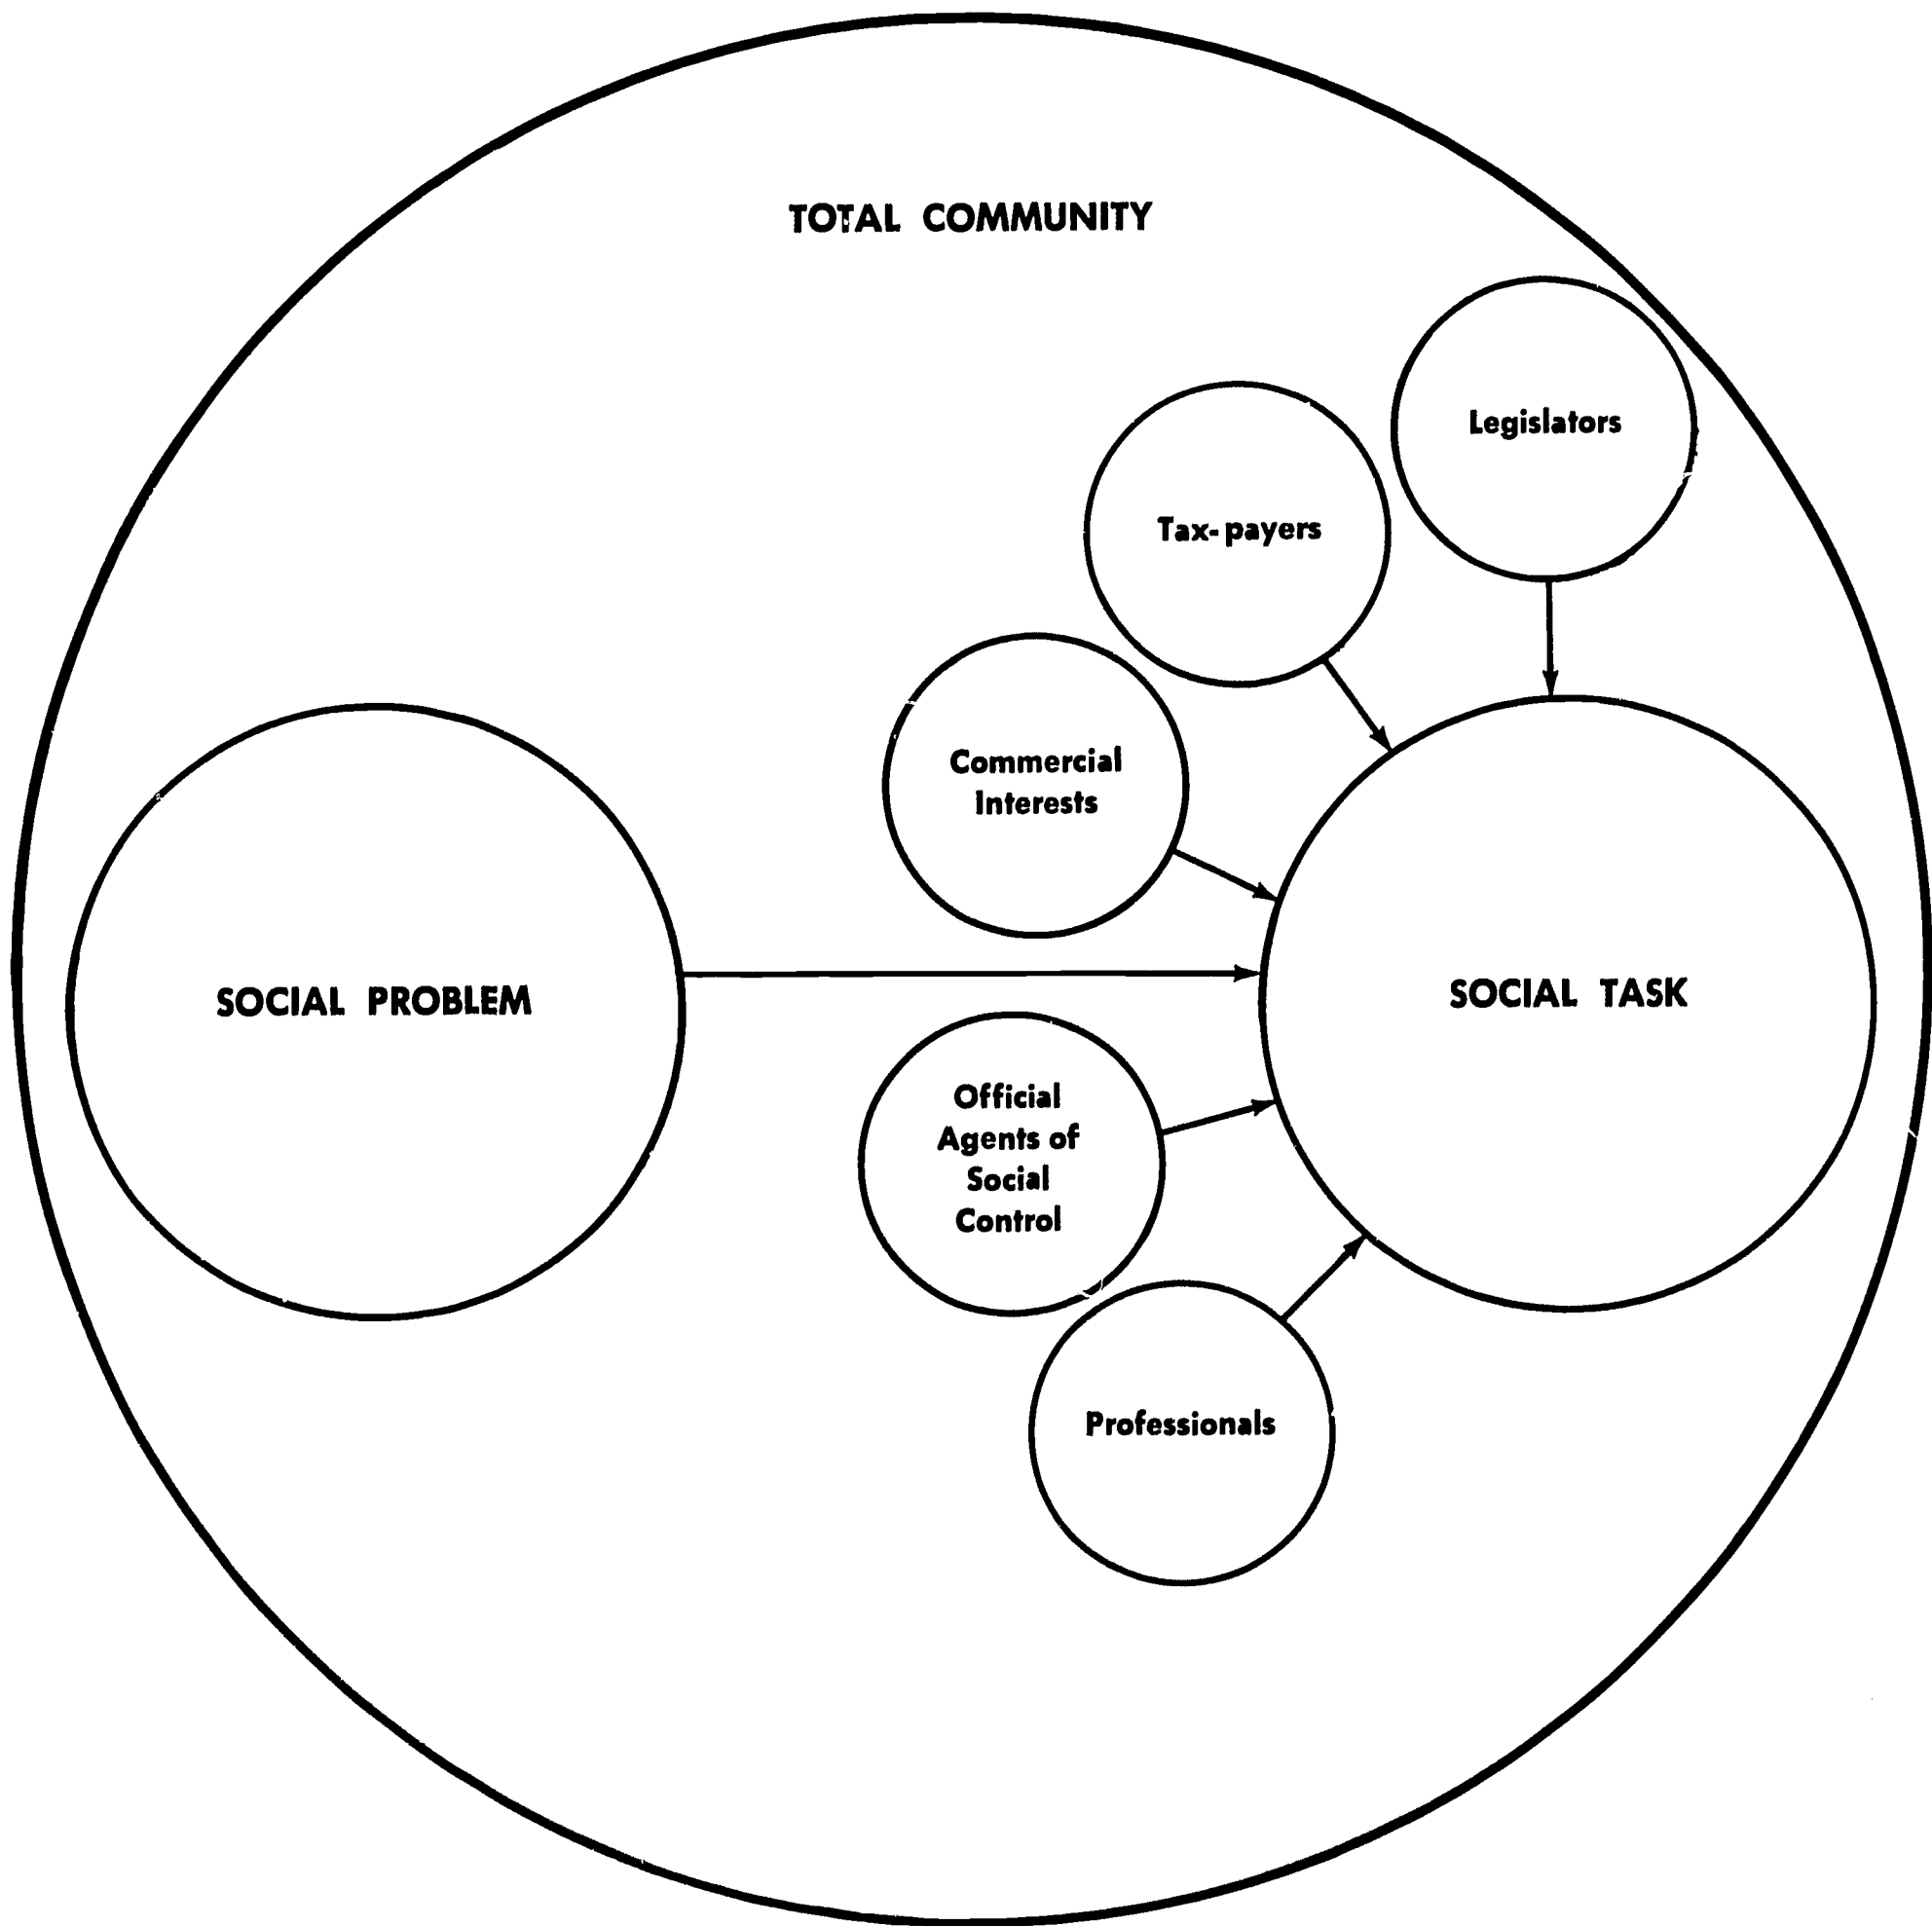 TOTAL COMMUNITY
Legislators
Tax-payers
Commercial
Interests
SOCIAL PROBLEM
SOCIAL TASK
Official
Agents of
Social
Control
Professionals